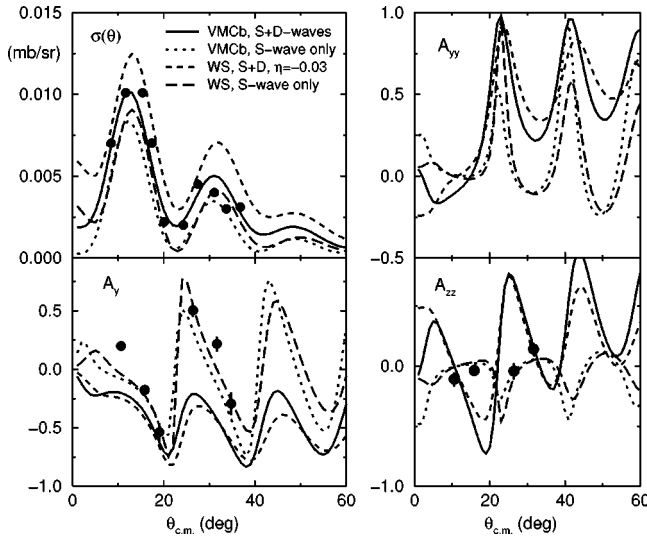 σ(θ)
(mb/sr)
VMCb, S+D-waves
VMCb, S-wave only
WS, S+D, η=-0.03
WS, S-wave only
0.015
0.010
0.005
0.000
A_yy
1.0
0.5
0.0
-0.5
A_y
0.5
0.0
-0.5
-1.0
0 20 40 60
θ_c.m. (deg)
A_zz
0.0
-1.0
0 20 40 60
θ_c.m. (deg)